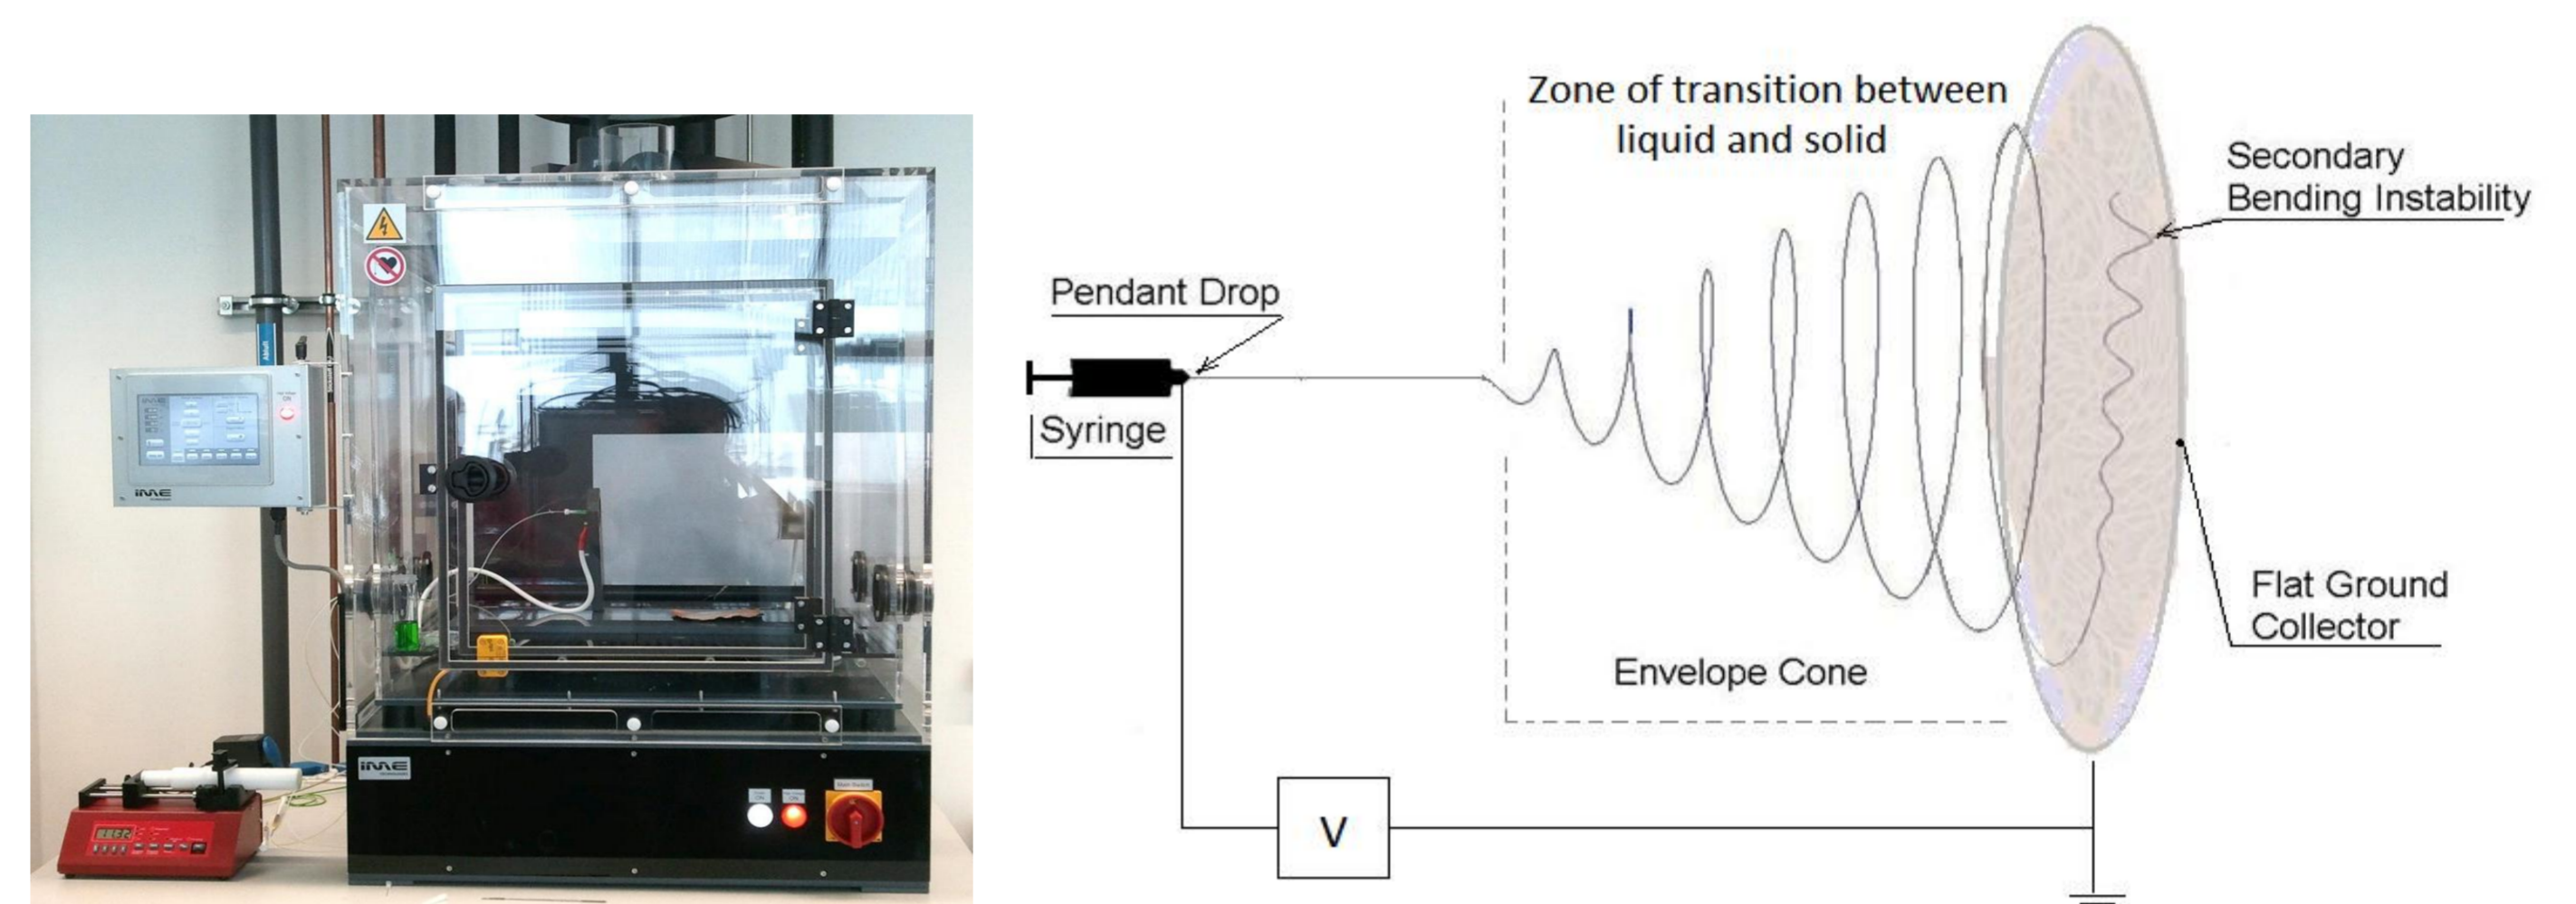 iME
iME
Zone of transition between
liquid and solid
Secondary
Bending Instability
Pendant Drop
Syringe
Flat Ground
Collector
Envelope Cone
V